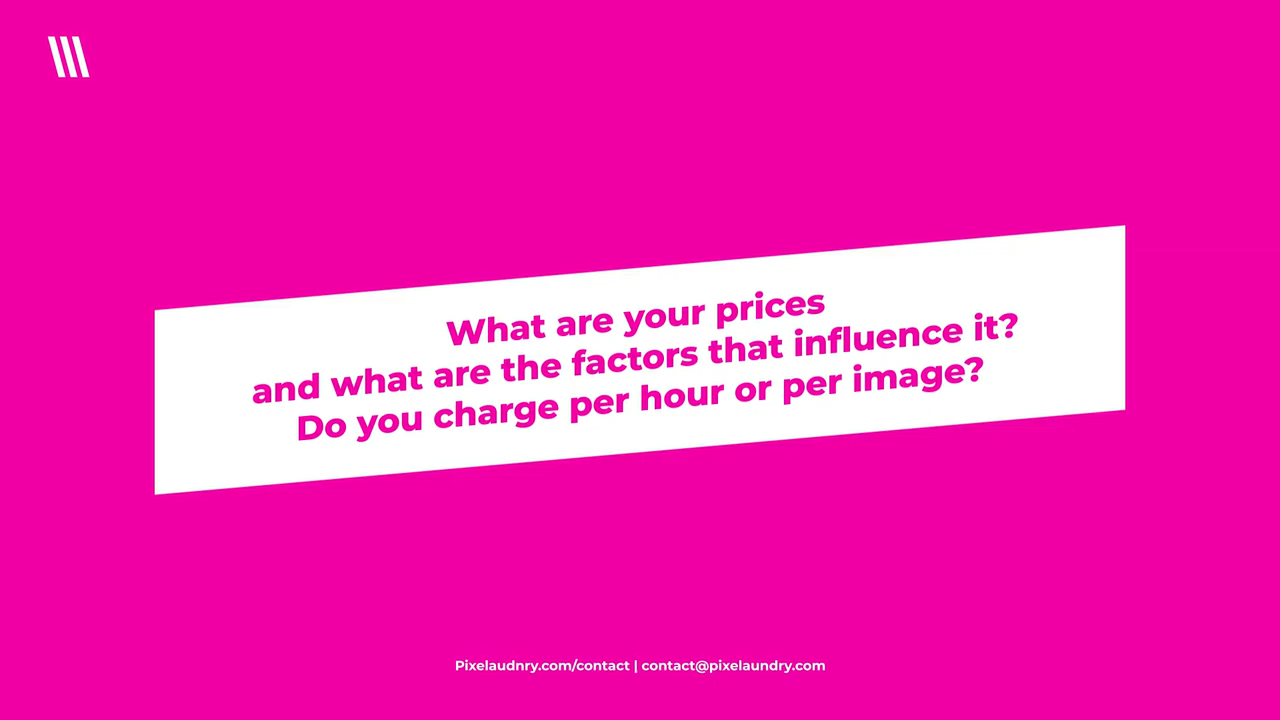 What are your prices
and what are the factors that influence it?
Do you charge per hour or per image?
Pixelaudnry.com/contact | contact@pixelaundry.com